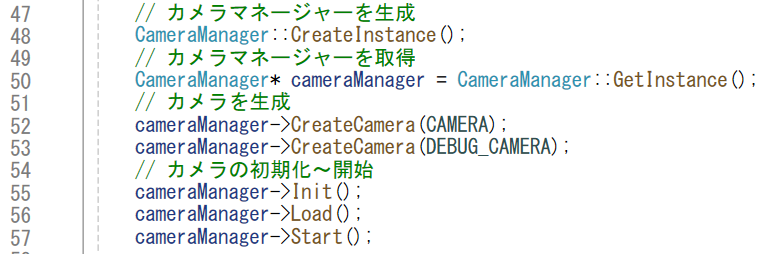 47 // カメラマネージャーを生成
48 CameraManager::CreateInstance();
49 // カメラマネージャーを取得
50 CameraManager* cameraManager = CameraManager::GetInstance();
51 // カメラを生成
52 cameraManager->CreateCamera(CAMERA);
53 cameraManager->CreateCamera(DEBUG_CAMERA);
54 // カメラの初期化～開始
55 cameraManager->Init();
56 cameraManager->Load();
57 cameraManager->Start();